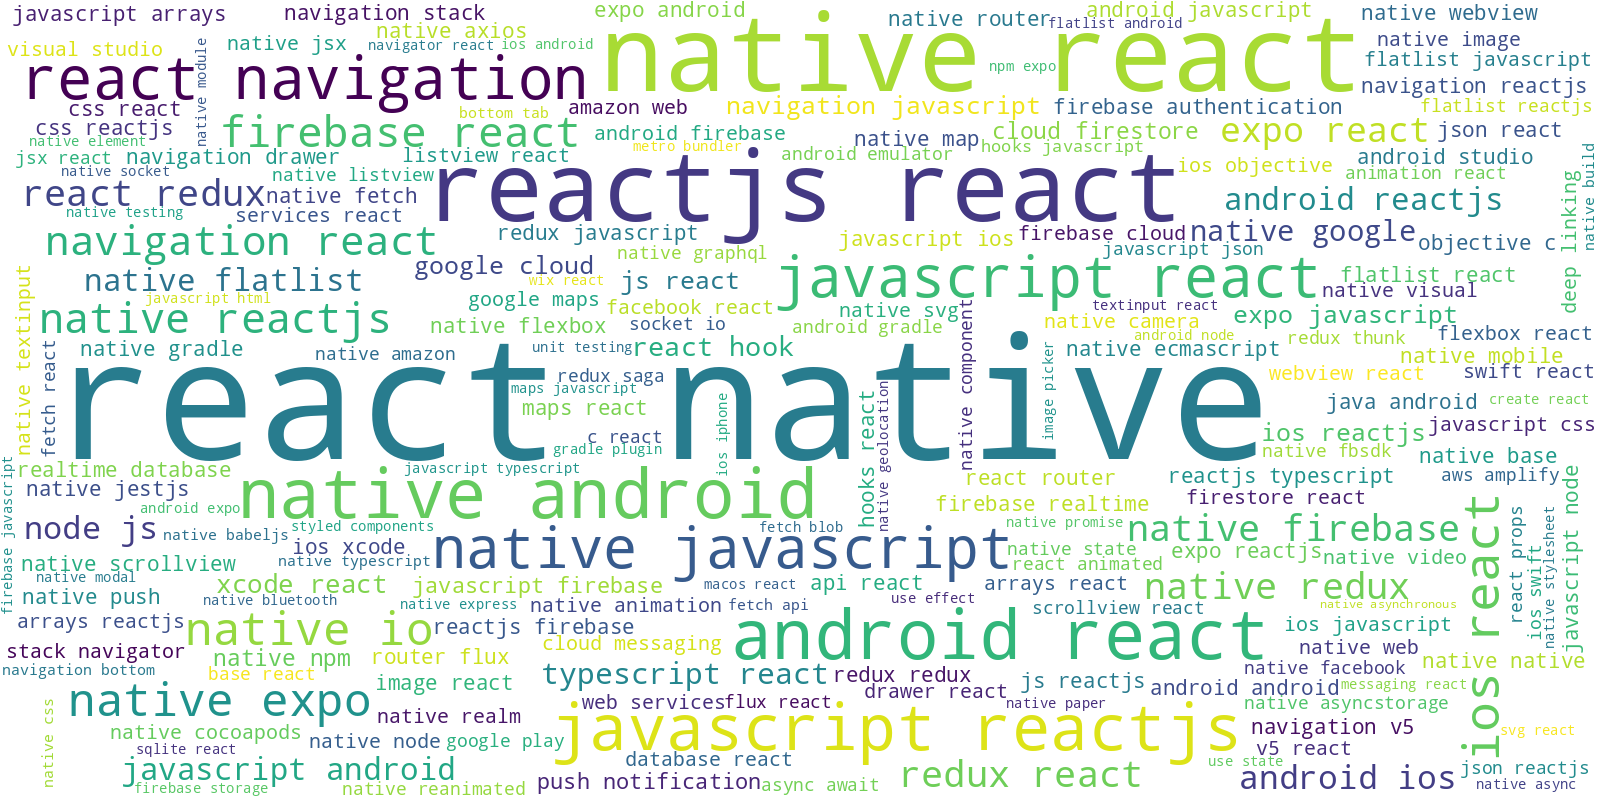 javascript arrays
navigation stack
expo android
native router
flatlist android
android javascript
native webview
visual studio
native jsx
native axios
navigator react
ios android
native react
native image
flatlist javascript
react navigation
native module
npm expo
navigation reactjs
css react
bottom tab
amazon web
navigation javascript
firebase authentication
flatlist reactjs
css reactjs
firebase react
android firebase
native map
cloud firestore
expo react
json react
native element
metro bundler
hooks javascript
jsx react
navigation drawer
listview react
android emulator
ios objective
android studio
native socket
native listview
reactjs react
animation react
native build
react redux
native fetch
android reactjs
deep linking
native testing
services react
navigation react
redux javascript
javascript ios
firebase cloud
native google
objective c
native graphql
javascript json
google cloud
native flatlist
wix react
js react
javascript react
flatlist react
native visual
javascript html
google maps
facebook react
native svg
textinput react
native textinput
native reactjs
native flexbox
socket io
android gradle
native component
native camera
expo javascript
android node
redux thunk
flexbox react
native gradle
native amazon
unit testing
react hook
image picker
native ecmascript
native mobile
fetch react
react native
redux saga
webview react
swift react
maps javascript
maps react
ios iphone
hooks react
native geolocation
java android
create react
c react
gradle plugin
ios reactjs
javascript css
native fbsdk
native base
realtime database
javascript typescript
react router
reactjs typescript
aws amplify
firebase javascript
native jestjs
native android
firebase realtime
firestore react
android expo
node js
native babeljs
styled components
fetch blob
native promise
native firebase
ios react
react props
native stylesheet
javascript node
ios xcode
native javascript
native state
expo reactjs
native video
ios swift
native scrollview
native typescript
react animated
native modal
xcode react
javascript firebase
macos react
api react
arrays react
native redux
native push
native bluetooth
native express
native animation
fetch api
use effect
scrollview react
native asynchronous
arrays reactjs
native io
reactjs firebase
android react
ios javascript
stack navigator
native npm
router flux
cloud messaging
native web
native facebook
native native
navigation bottom
base react
image react
typescript react
redux redux
drawer react
js reactjs
android android
messaging react
native css
native expo
native realm
web services
flux react
native paper
native asyncstorage
native cocoapods
javascript reactjs
navigation v5
svg react
sqlite react
native node
google play
v5 react
javascript android
database react
use state
json reactjs
firebase storage
native reanimated
push notification
async await
redux react
android ios
native async